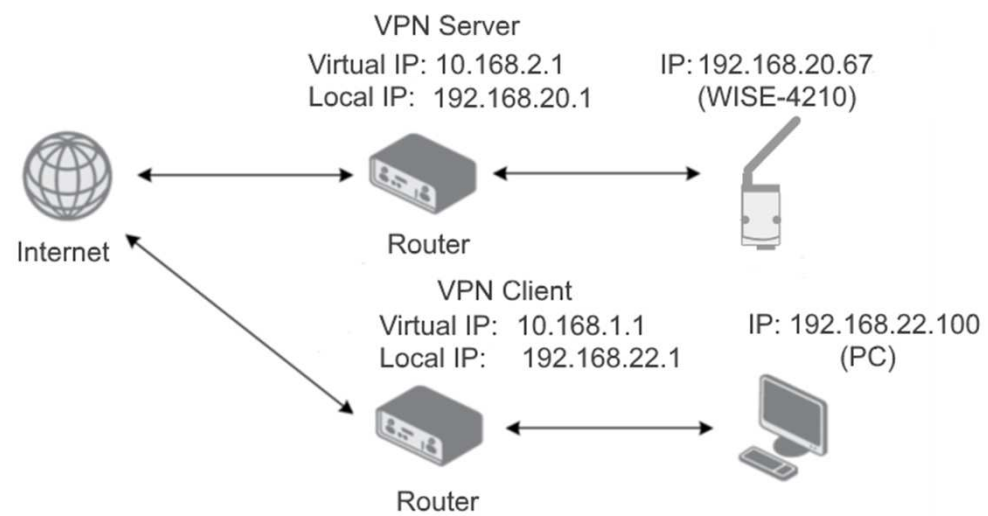 VPN Server
Virtual IP: 10.168.2.1
Local IP: 192.168.20.1
IP: 192.168.20.67
(WISE-4210)
Internet
Router
VPN Client
Virtual IP: 10.168.1.1
Local IP: 192.168.22.1
IP: 192.168.22.100
(PC)
Router